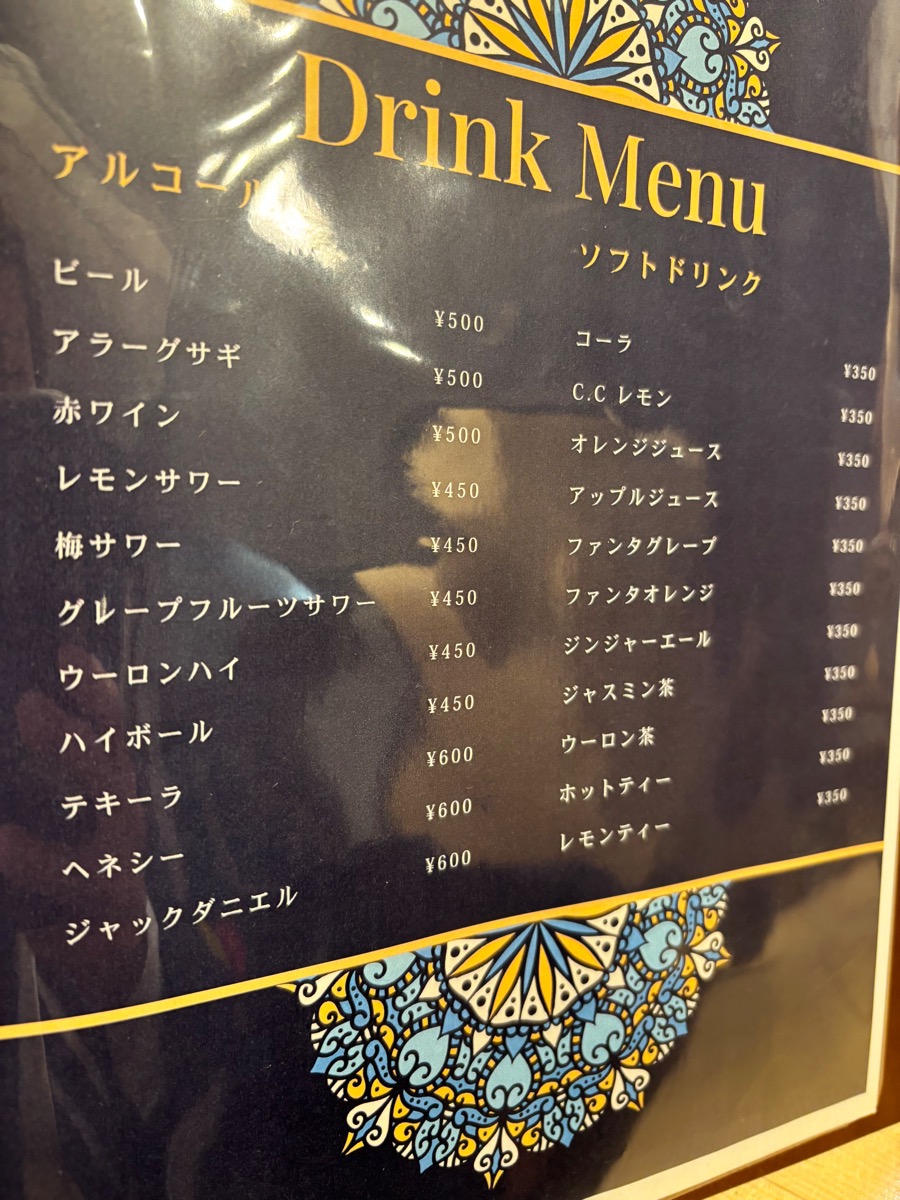 Drink Menu
アルコール
ビール ¥500
アラーグサギ ¥500
赤ワイン ¥500
レモンサワー ¥450
梅サワー ¥450
グレープフルーツサワー ¥450
ウーロンハイ ¥450
ハイボール ¥450
テキーラ ¥600
ヘネシー ¥600
ジャックダニエル ¥600
ソフトドリンク
コーラ ¥350
C.C レモン ¥350
オレンジジュース ¥350
アップルジュース ¥350
ファンタグレープ ¥350
ファンタオレンジ ¥350
ジンジャーエール ¥350
ジャスミン茶 ¥350
ウーロン茶 ¥350
ホットティー ¥350
レモンティー ¥350